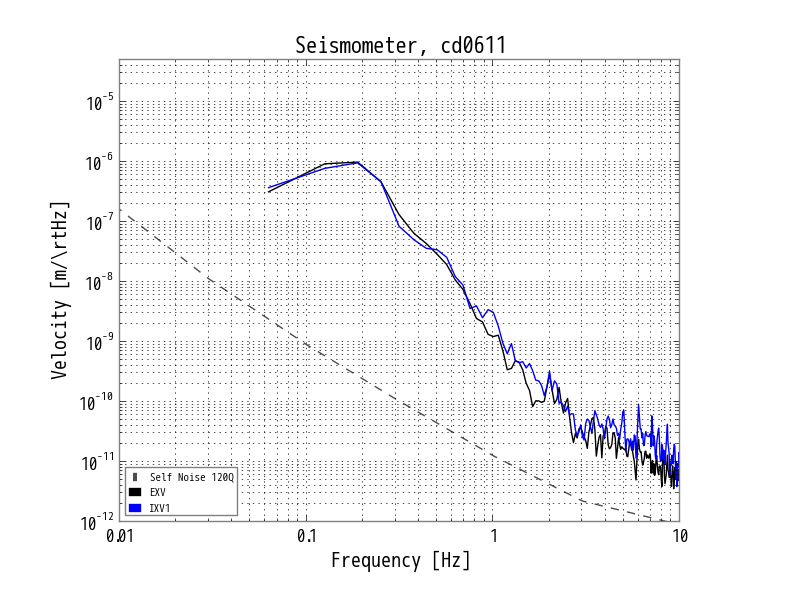 Seismometer, cd0611
Velocity [m/\rtHz]
10^-5
10^-6
10^-7
10^-8
10^-9
10^-10
10^-11
10^-12
Self Noise 120Q
EXV
IXV1
0.01
0.1
1
10
Frequency [Hz]